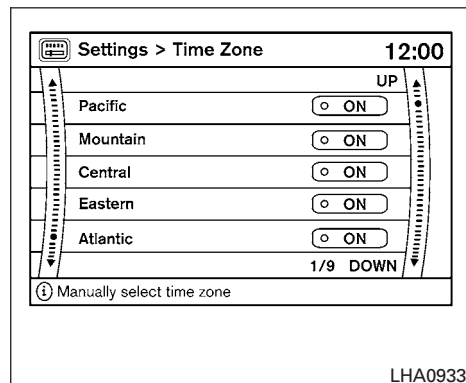 Settings > Time Zone 12:00
UP
Pacific ON
Mountain ON
Central ON
Eastern ON
Atlantic ON
1/9 DOWN
i Manually select time zone
LHA0933